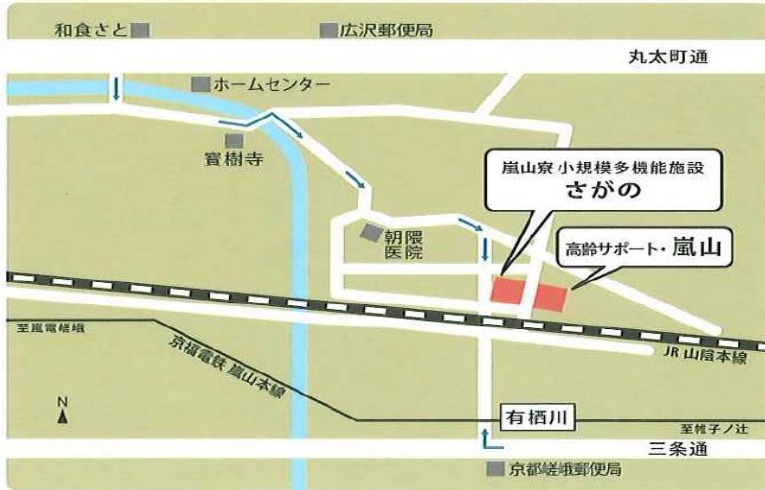 和食さと
広沢郵便局
丸太町通
ホームセンター
寳樹寺
嵐山寮 小規模多機能施設
さがの
朝隈
医院
高齢サポート・嵐山
至嵐電嵯峨
京福電鉄 嵐山本線
JR 山陰本線
N
有栖川
至帷子ノ辻
三条通
京都嵯峨郵便局